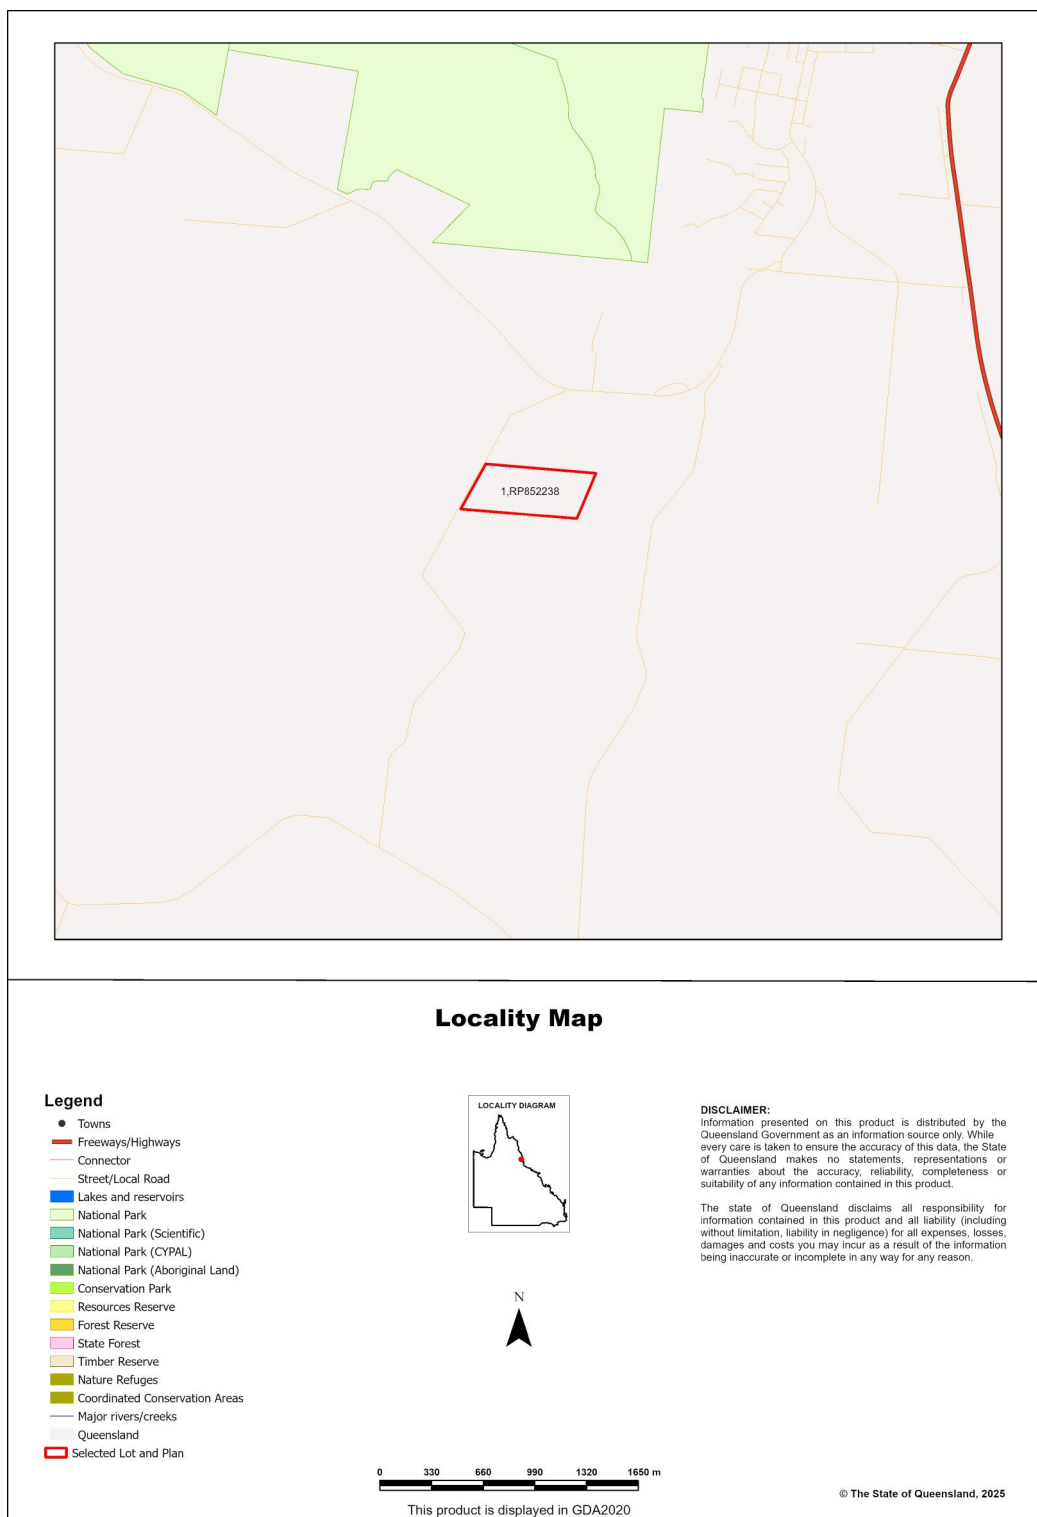 1,RP852238
Locality Map
Legend
Towns
Freeways/Highways
Connector
Street/Local Road
Lakes and reservoirs
National Park
National Park (Scientific)
National Park (CYPAL)
National Park (Aboriginal Land)
Conservation Park
Resources Reserve
Forest Reserve
State Forest
Timber Reserve
Nature Refuges
Coordinated Conservation Areas
Major rivers/creeks
Queensland
Selected Lot and Plan
LOCALITY DIAGRAM
N
0 330 660 990 1320 1650 m
This product is displayed in GDA2020
DISCLAIMER:
Information presented on this product is distributed by the
Queensland Government as an information source only. While
every care is taken to ensure the accuracy of this data, the State
of Queensland makes no statements, representations or
warranties about the accuracy, reliability, completeness or
suitability of any information contained in this product.
The state of Queensland disclaims all responsibility for
information contained in this product and all liability (including
without limitation, liability in negligence) for all expenses, losses,
damages and costs you may incur as a result of the information
being inaccurate or incomplete in any way for any reason.
© The State of Queensland, 2025